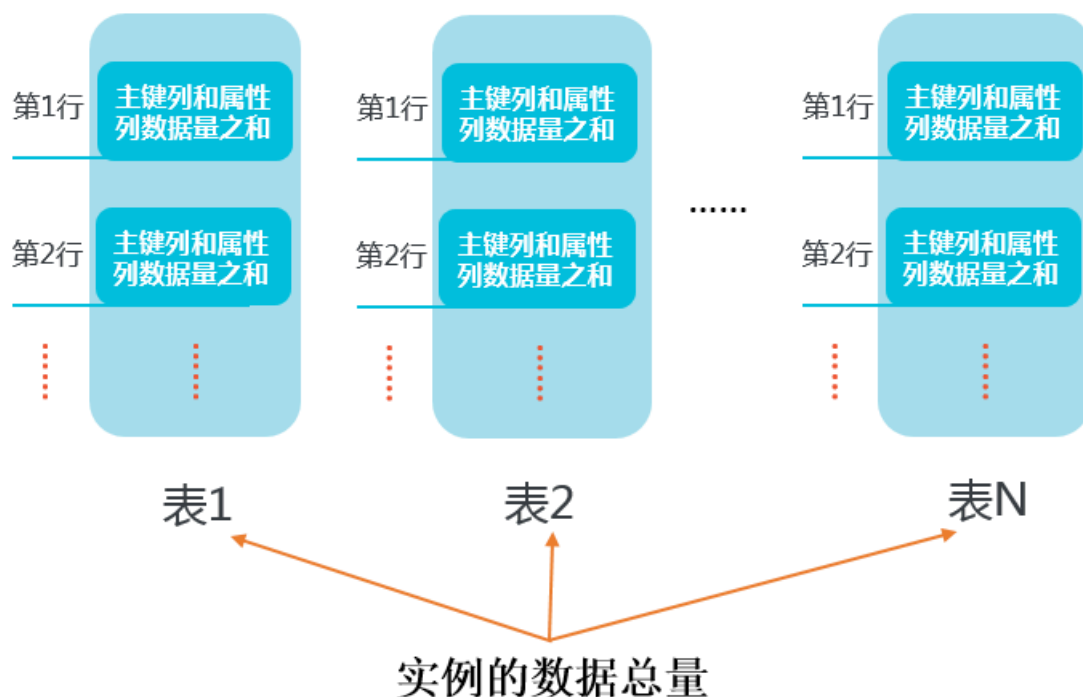 第1行
主键列和属性
列数据量之和
第1行
主键列和属性
列数据量之和
第1行
主键列和属性
列数据量之和
......
第2行
主键列和属性
列数据量之和
第2行
主键列和属性
列数据量之和
第2行
主键列和属性
列数据量之和
表1
表2
表N
实例的数据总量